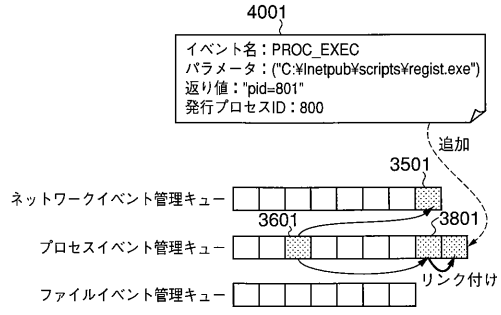 4001
イベント名：PROC_EXEC
パラメータ：("C:¥Inetpub¥scripts¥regist.exe")
返り値："pid=801"
発行プロセスID：800
追加
3501
ネットワークイベント管理キュー
3601
3801
プロセスイベント管理キュー
リンク付け
ファイルイベント管理キュー